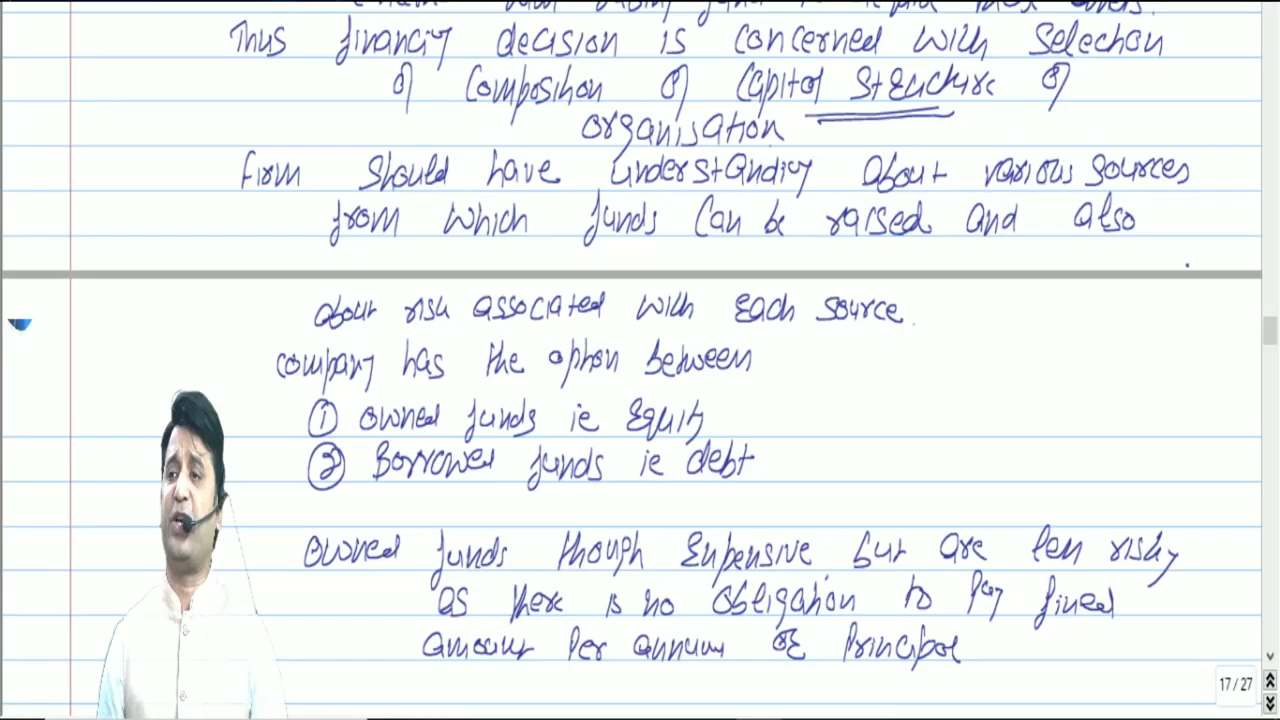 Thus financing decision is concerned with selection
of composition of capital structure of
organisation
firm should have understanding about various sources
from which funds can be raised and also
about risk associated with each source.
company has the option between
① owned funds ie Equity
② Borrowed funds ie debt
owned funds though Expensive but are less risky
as there is no obligation to pay fixed
amount per annum or Principal
17 / 27